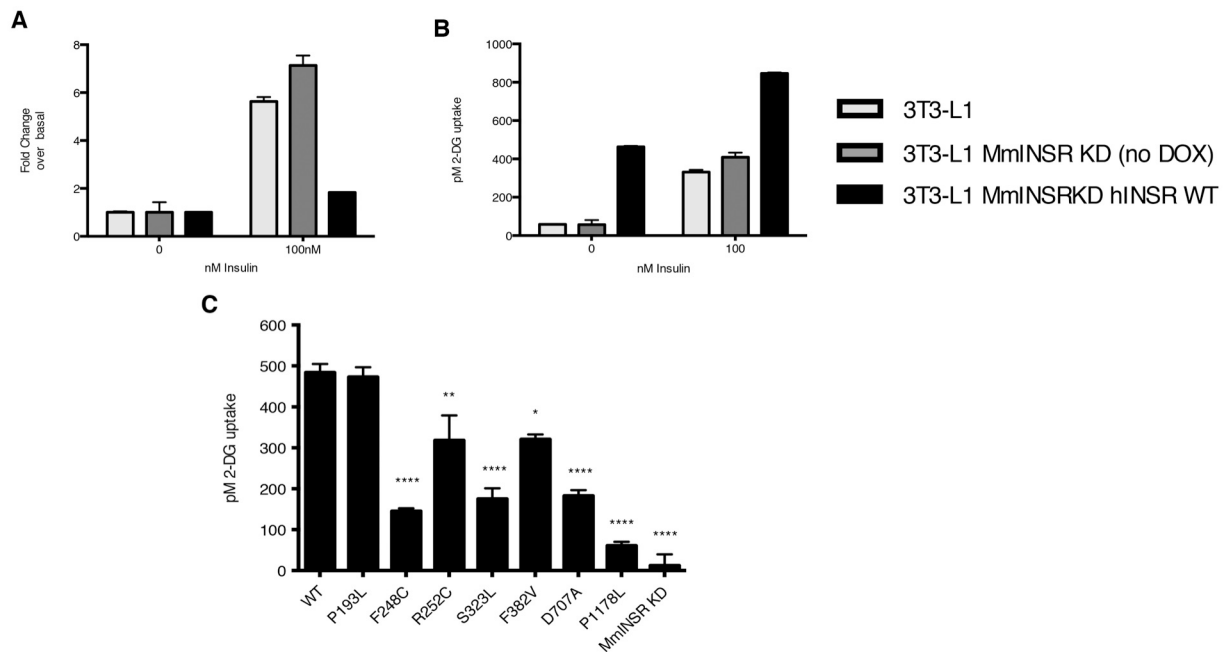 A
8
6
4
2
0
Fold Change
over basal
0
100nM
nM Insulin
B
1000
800
600
400
200
0
pM 2-DG uptake
0
100
nM Insulin
3T3-L1
3T3-L1 MmINSR KD (no DOX)
3T3-L1 MmINSRKD hINSR WT
C
600
500
400
300
200
100
0
pM 2-DG uptake
****
**
****
*
****
****
****
WT
P193L
F248C
R252C
S323L
F382V
D707A
P1178L
MmINSR KD